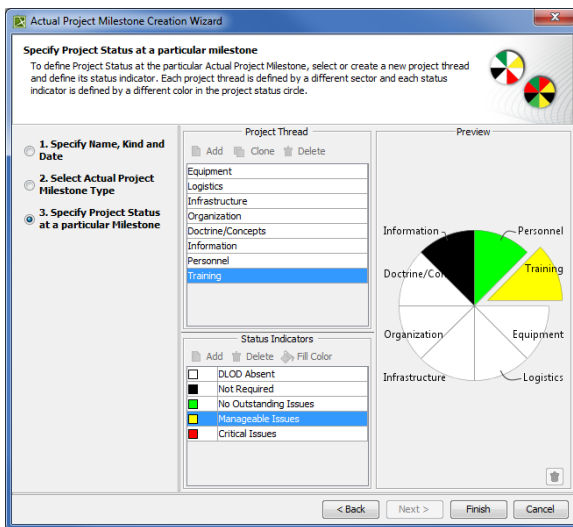 Actual Project Milestone Creation Wizard
Specify Project Status at a particular milestone
To define Project Status at the particular Actual Project Milestone, select or create a new project thread
and define its status indicator. Each project thread is defined by a different sector and each status
indicator is defined by a different color in the project status circle.
1. Specify Name, Kind and
Date
2. Select Actual Project
Milestone Type
3. Specify Project Status
at a particular Milestone
Project Thread
Add Clone Delete
Equipment
Logistics
Infrastructure
Organization
Doctrine/Concepts
Information
Personnel
Training
Status Indicators
Add Delete Fill Color
DLOD Absent
Not Required
No Outstanding Issues
Manageable Issues
Critical Issues
Preview
Information
Personnel
Doctrine/Con
Training
Organization
Equipment
Infrastructure
Logistics
< Back Next > Finish Cancel